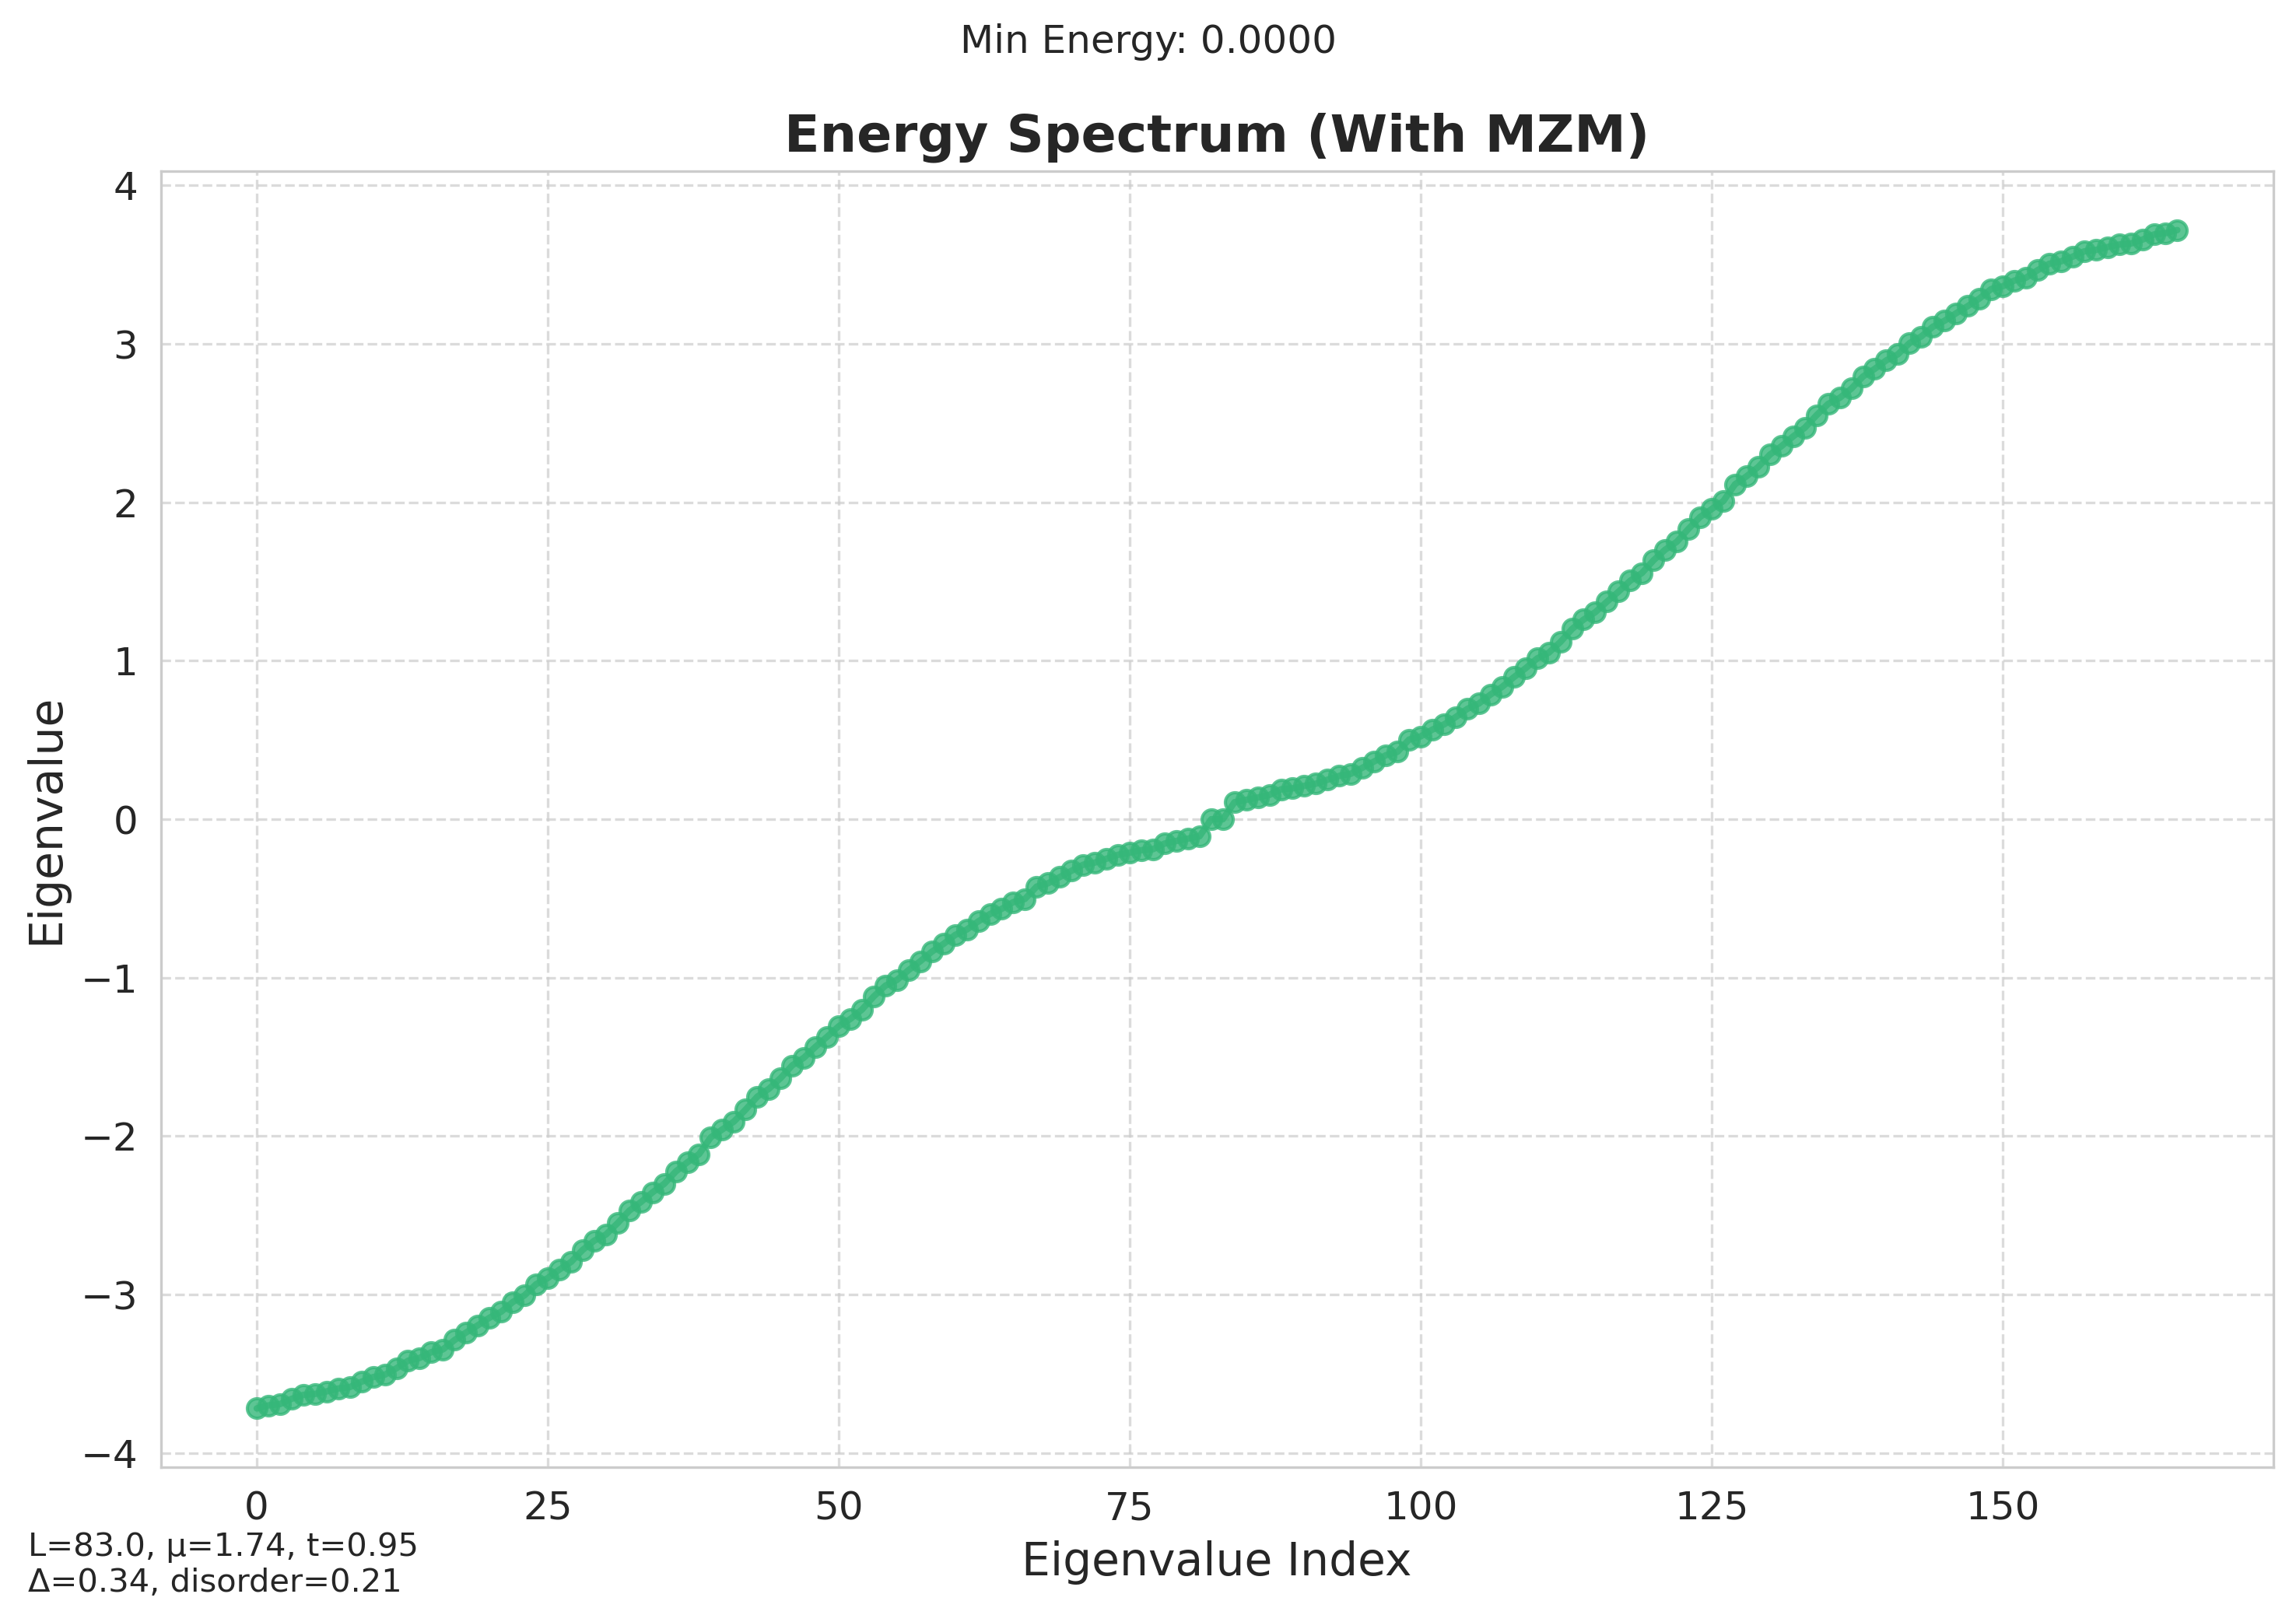 Min Energy: 0.0000
Energy Spectrum (With MZM)
4
3
2
1
0
−1
−2
−3
−4
Eigenvalue
0 25 50 75 100 125 150
Eigenvalue Index
L=83.0, μ=1.74, t=0.95
Δ=0.34, disorder=0.21